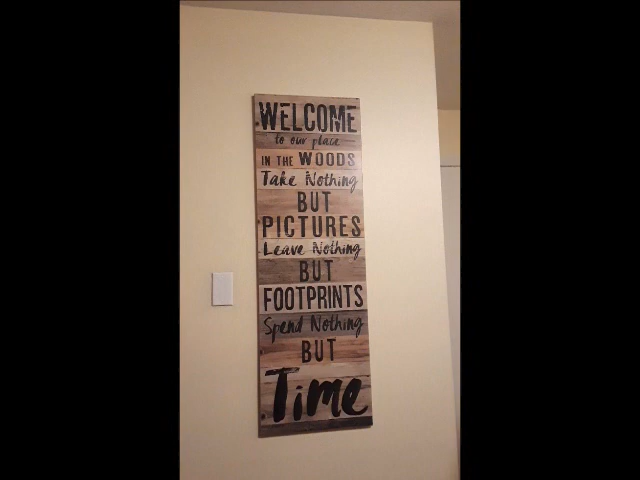 WELCOME
to our place
IN THE WOODS
Take Nothing
BUT
PICTURES
Leave Nothing
BUT
FOOTPRINTS
Spend Nothing
BUT
Time